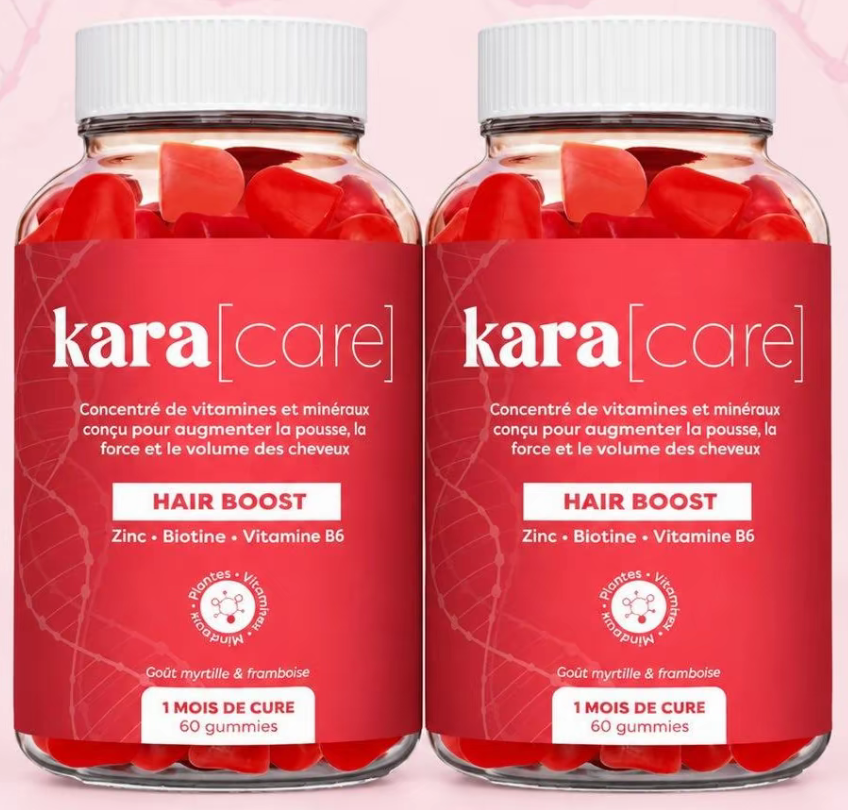 kara[care]
Concentré de vitamines et minéraux
conçu pour augmenter la pousse, la
force et le volume des cheveux
HAIR BOOST
Zinc • Biotine • Vitamine B6
Plantes • Vitamines •
Goût myrtille & framboise
1 MOIS DE CURE
60 gummies
kara[care]
Concentré de vitamines et minéraux
conçu pour augmenter la pousse, la
force et le volume des cheveux
HAIR BOOST
Zinc • Biotine • Vitamine B6
Plantes •
Goût myrtille & framboise
1 MOIS DE CURE
60 gummies